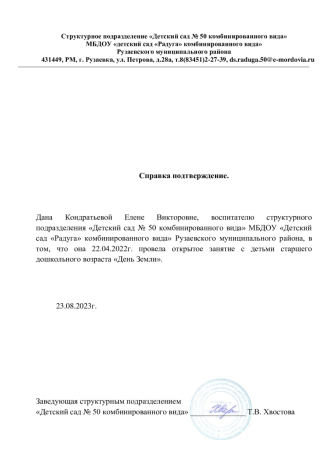 Структурное подразделение «Детский сад № 50 комбинированного вида»
МБДОУ «детский сад «Радуга» комбинированного вида»
Рузаевского муниципального района
431449, РМ, г. Рузаевка, ул. Петрова, д.28а, т.8(83451)2-27-39, ds.raduga.50@e-mordovia.ru
Справка подтверждение.
Дана Кондратьевой Елене Викторовне, воспитателю структурного
подразделения «Детский сад № 50 комбинированного вида» МБДОУ «Детский
сад «Радуга» комбинированного вида» Рузаевского муниципального района, в
том, что она 22.04.2022г. провела открытое занятие с детьми старшего
дошкольного возраста «День Земли».
23.08.2023г.
Заведующая структурным подразделением
«Детский сад № 50 комбинированного вида» Т.В. Хвостова